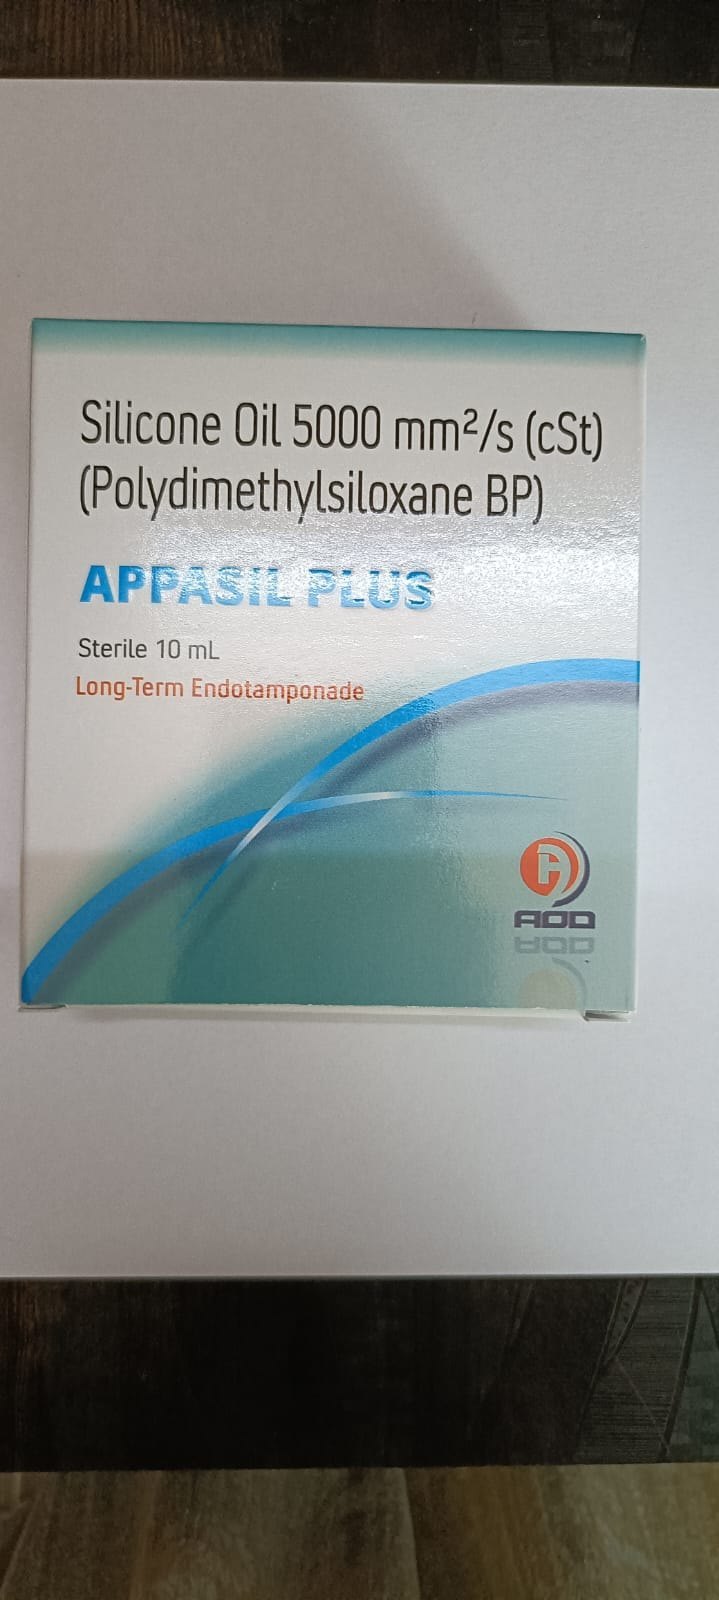 Silicone Oil 5000 mm²/s (cSt)
(Polydimethylsiloxane BP)
APPASIL PLUS
Sterile 10 mL
Long-Term Endotamponade
AOD